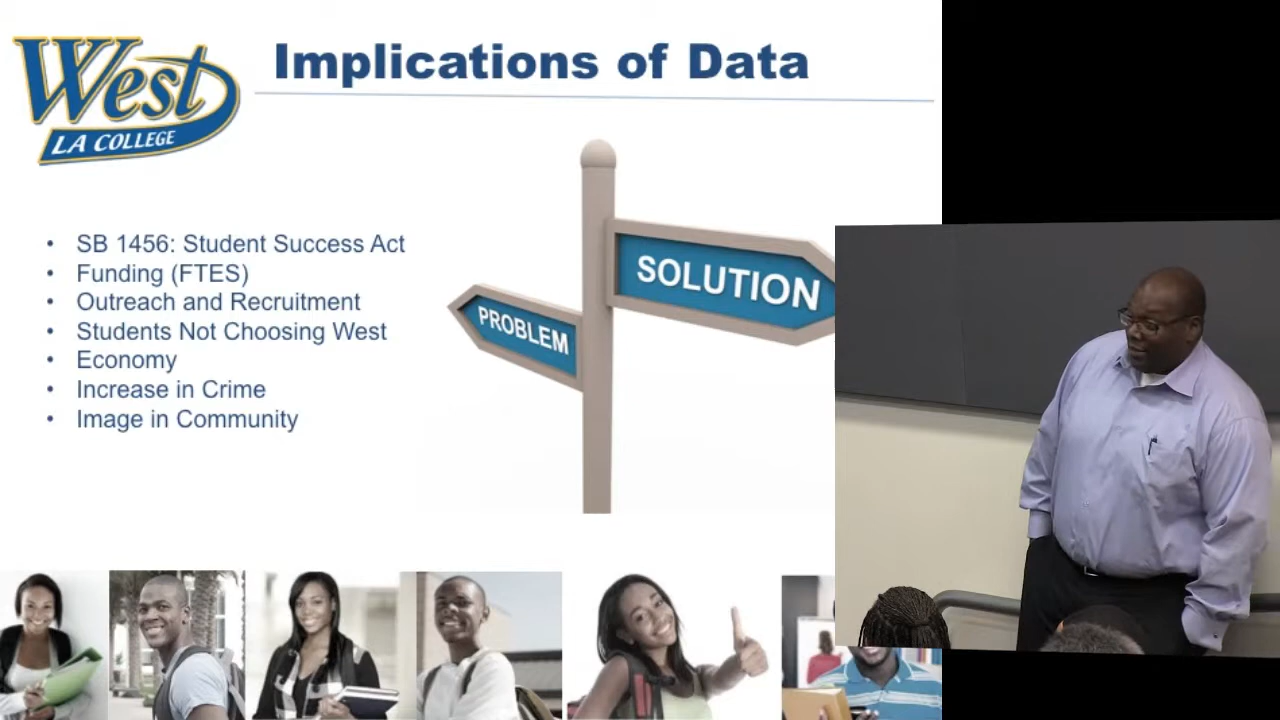 West
LA COLLEGE
Implications of Data
• SB 1456: Student Success Act
• Funding (FTES)
• Outreach and Recruitment
• Students Not Choosing West
• Economy
• Increase in Crime
• Image in Community
PROBLEM
SOLUTION